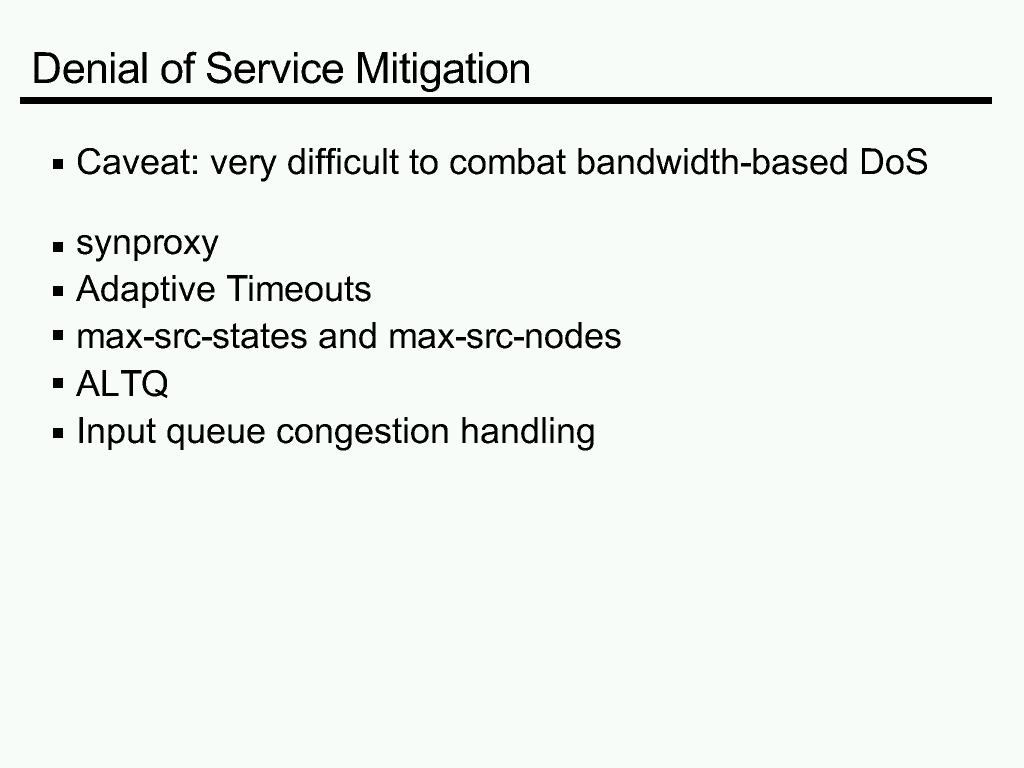 Denial of Service Mitigation
▪ Caveat: very difficult to combat bandwidth-based DoS
▪ synproxy
▪ Adaptive Timeouts
▪ max-src-states and max-src-nodes
▪ ALTQ
▪ Input queue congestion handling